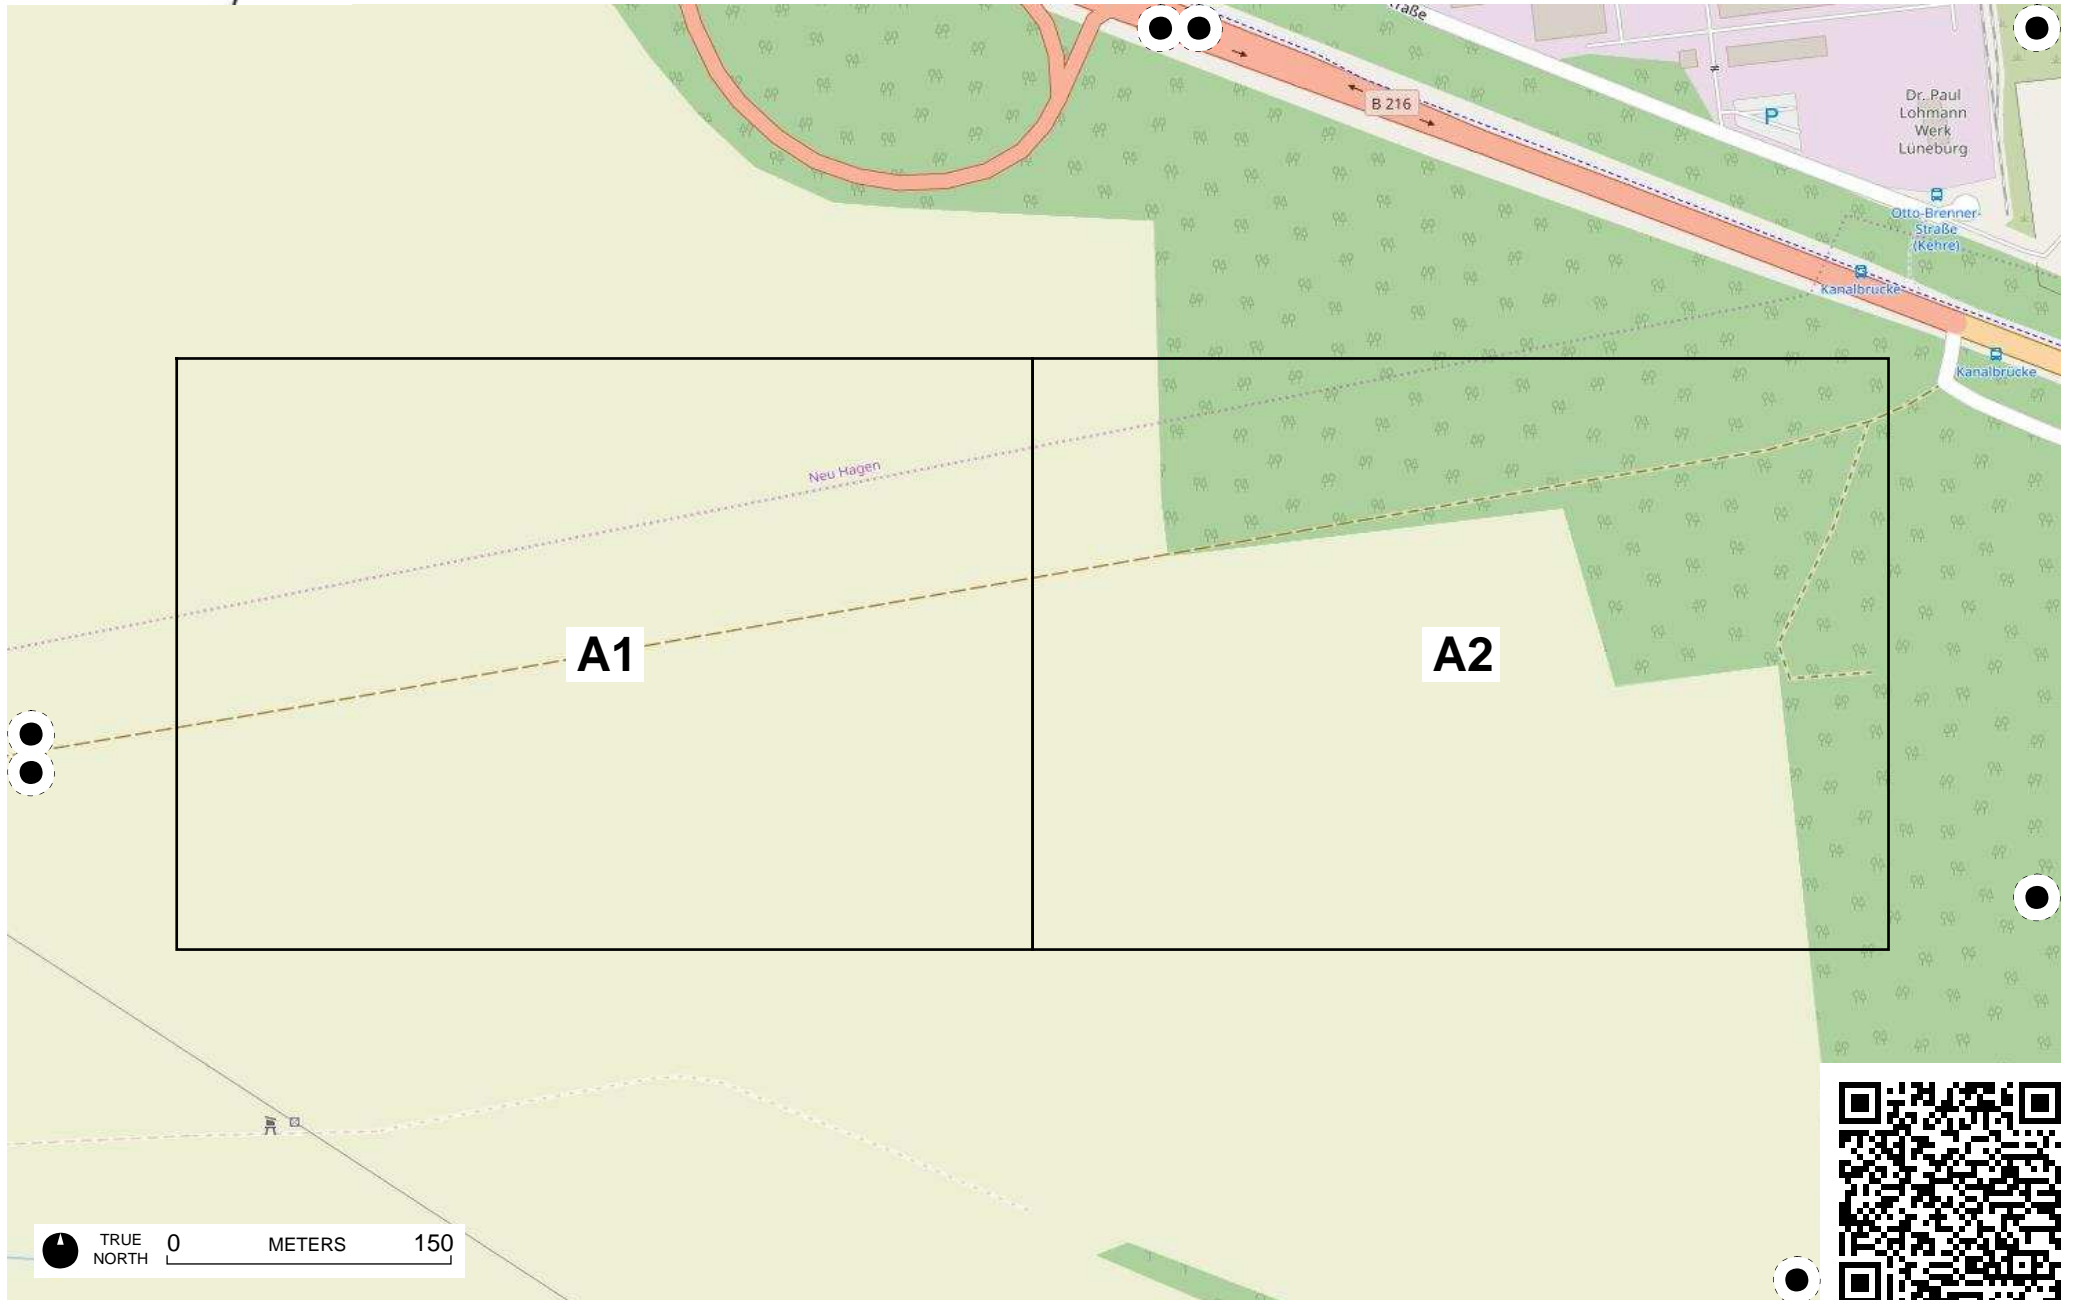 raße
B 216
P
Dr. Paul
Lohmann
Werk
Lüneburg
Otto-Brenner-
Straße
(Kehre)
Kanalbrücke
Kanalbrücke
Neu Hagen
A1
A2
TRUE
NORTH
0 METERS 150